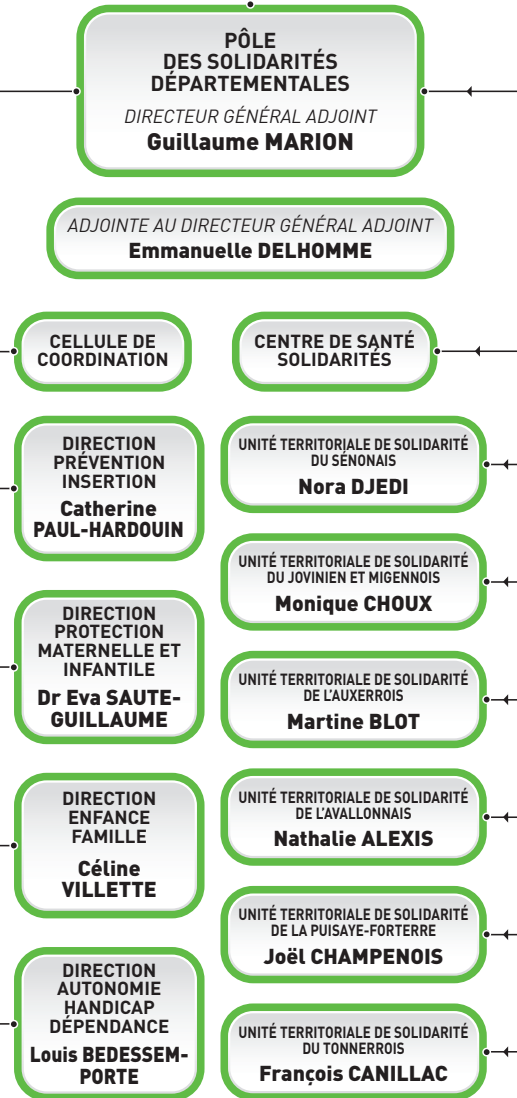 PÔLE
DES SOLIDARITÉS
DÉPARTEMENTALES
DIRECTEUR GÉNÉRAL ADJOINT
Guillaume MARION
ADJOINTE AU DIRECTEUR GÉNÉRAL ADJOINT
Emmanuelle DELHOMME
CELLULE DE
COORDINATION
CENTRE DE SANTÉ
SOLIDARITÉS
DIRECTION
PRÉVENTION
INSERTION
Catherine
PAUL-HARDOUIN
DIRECTION
PROTECTION
MATERNELLE ET
INFANTILE
Dr Eva SAUTE-
GUILLAUME
DIRECTION
ENFANCE
FAMILLE
Céline
VILLETTE
DIRECTION
AUTONOMIE
HANDICAP
DÉPENDANCE
Louis BEDESSEM-
PORTE
UNITÉ TERRITORIALE DE SOLIDARITÉ
DU SÉNONAIS
Nora DJEDI
UNITÉ TERRITORIALE DE SOLIDARITÉ
DU JOVINIEN ET MIGENNOIS
Monique CHOUX
UNITÉ TERRITORIALE DE SOLIDARITÉ
DE L'AUXERROIS
Martine BLOT
UNITÉ TERRITORIALE DE SOLIDARITÉ
DE L'AVALLONNAIS
Nathalie ALEXIS
UNITÉ TERRITORIALE DE SOLIDARITÉ
DE LA PUISAYE-FORTERRE
Joël CHAMPENOIS
UNITÉ TERRITORIALE DE SOLIDARITÉ
DU TONNERROIS
François CANILLAC